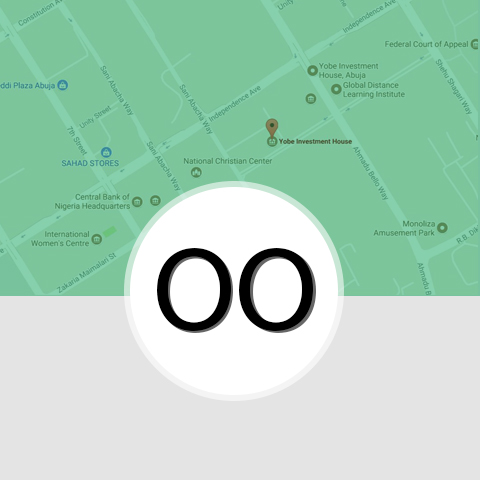 Constitution Ave
Unity
Independence Ave
Federal Court of Appeal
Yobe Investment
House, Abuja
Global Distance
Learning Institute
ddi Plaza Abuja
Sani Abacha Way
Shehu Shagari Way
Sani Abacha Way
Independence Ave
Unity Street
7th Street
Yobe Investment House
SAHAD STORES
Sani Abacha Way
National Christian Center
Ahmadu Bello Way
Central Bank of
Nigeria Headquarters
Monoliza
Amusement Park
International
Women's Centre
R.B. Di
Zakaria Maimalari St
Ahmadu B
OO